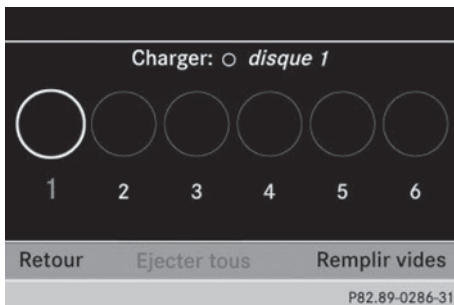 Charger: ○ disque 1
1 2 3 4 5 6
Retour Ejecter tous Remplir vides
P82.89-0286-31